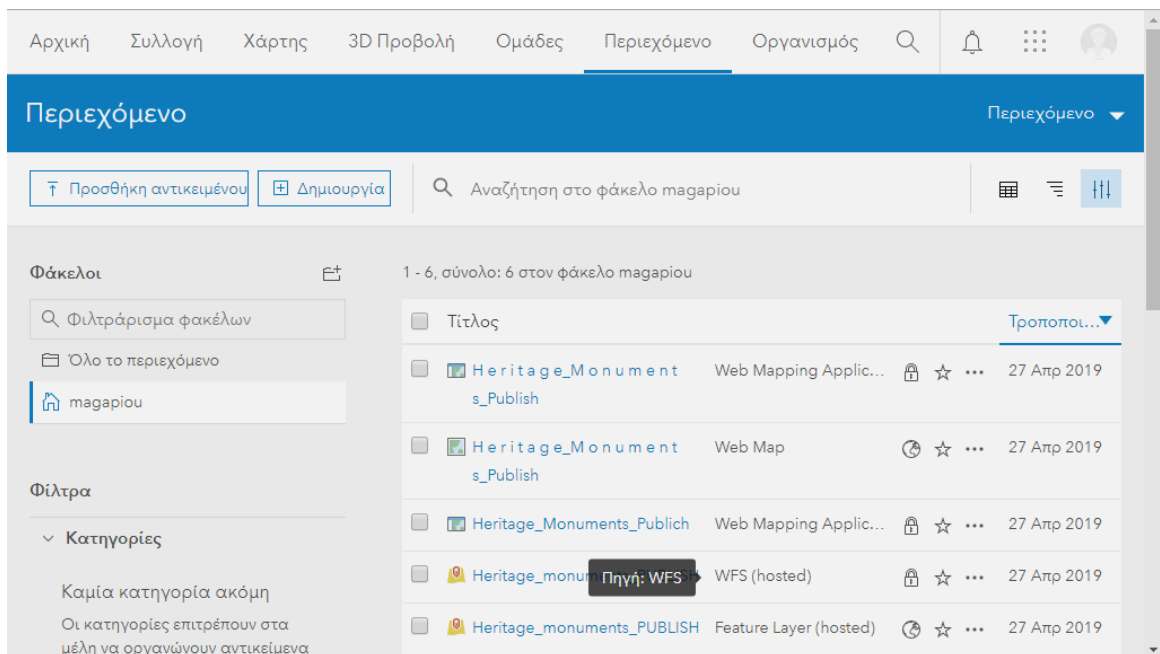 Αρχική Συλλογή Χάρτης 3D Προβολή Ομάδες Περιεχόμενο Οργανισμός
Περιεχόμενο
Περιεχόμενο
Προσθήκη αντικειμένου Δημιουργία Αναζήτηση στο φάκελο magapiou
Φάκελοι
Φιλτράρισμα φακέλων
Όλο το περιεχόμενο
magapiou
Φίλτρα
Κατηγορίες
Καμία κατηγορία ακόμη
Οι κατηγορίες επιτρέπουν στα
μέλη να οργανώνουν αντικείμενα
1 - 6, σύνολο: 6 στον φάκελο magapiou
Τίτλος Τροποποι...
Heritage_Monument Web Mapping Applic... 27 Απρ 2019
s_Publish
Heritage_Monument Web Map 27 Απρ 2019
s_Publish
Heritage_Monuments_Publich Web Mapping Applic... 27 Απρ 2019
Heritage_monum Πηγή: WFS WFS (hosted) 27 Απρ 2019
Heritage_monuments_PUBLISH Feature Layer (hosted) 27 Απρ 2019